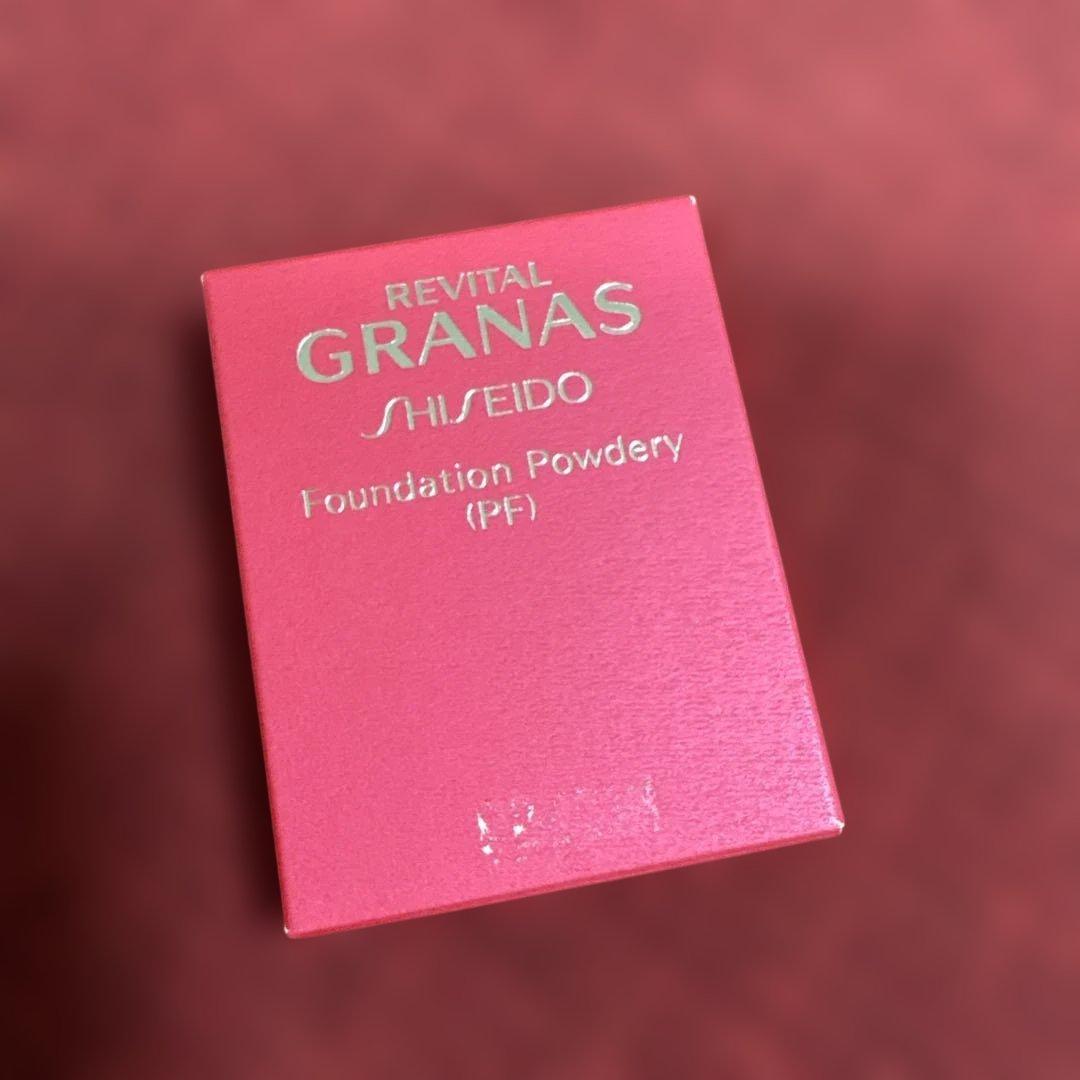 REVITAL
GRANAS
SHISEIDO
Foundation Powdery
(PF)